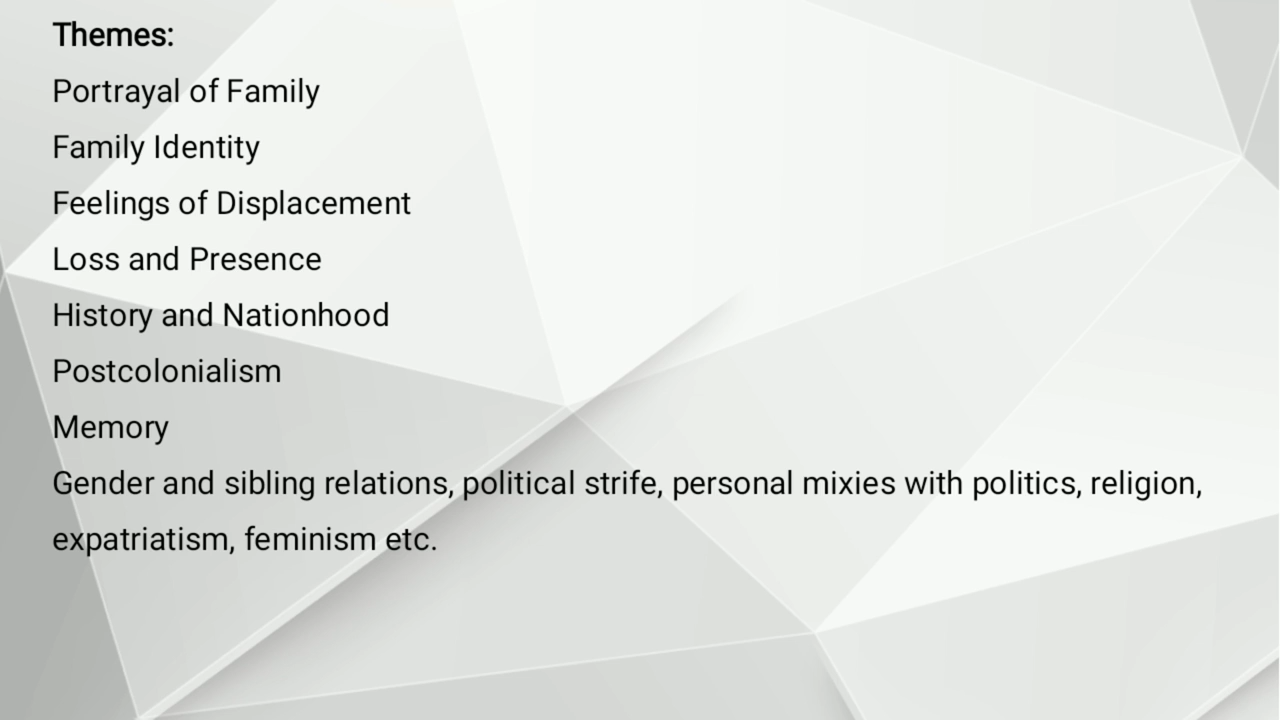 Themes:
Portrayal of Family
Family Identity
Feelings of Displacement
Loss and Presence
History and Nationhood
Postcolonialism
Memory
Gender and sibling relations, political strife, personal mixies with politics, religion,
expatriatism, feminism etc.